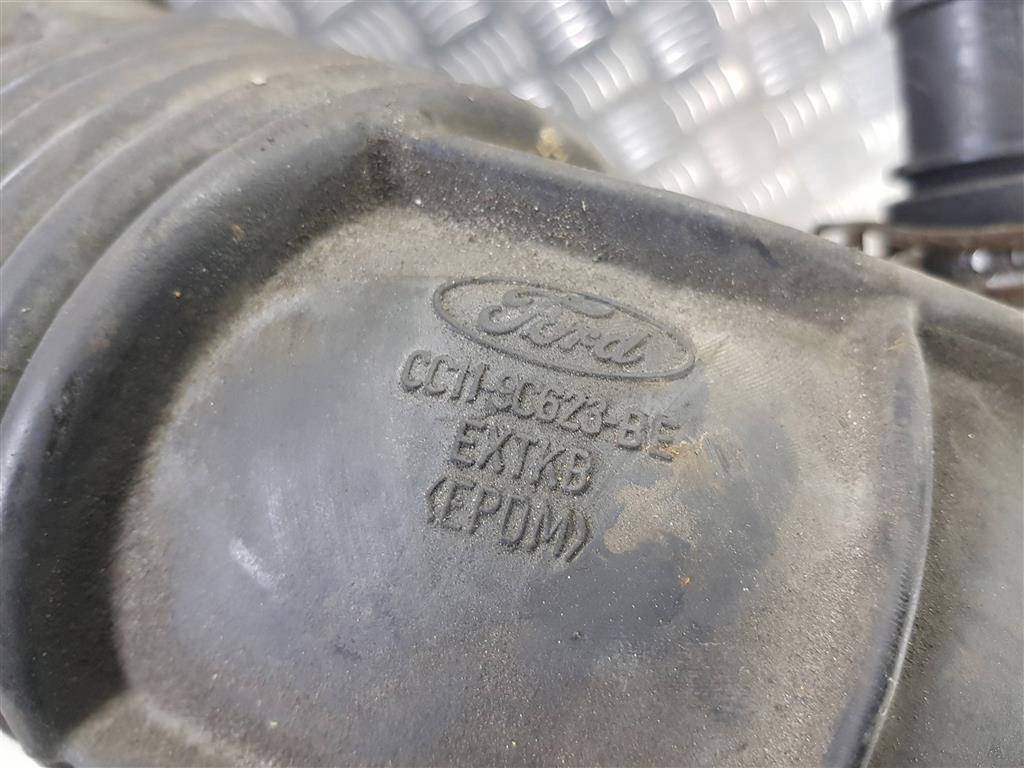 Ford
CC11-9C623-BE
EXTKB
(EPDM)